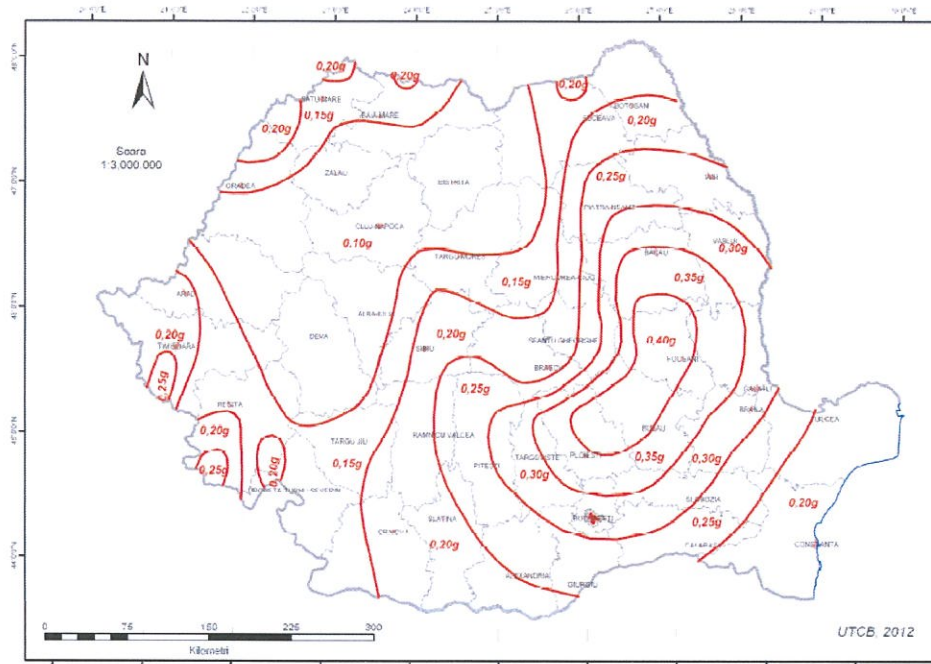 N
Scara
1:3.000.000
0,20g
0,20g
0,20g
SATU MARE
0,15g
BAIA MARE
0,20g
BOTOSANI
SUCEAVA
0,20g
ORADEA
ZALAU
BISTRITA
0,25g
IASI
PIATRA NEAMT
CLUJ-NAPOCA
0,10g
TARGU MURES
VASLUI
0,30g
BACAU
0,15g
MIERCUREA CIUC
0,35g
ARAD
ALBA IULIA
DEVA
0,20g
TIMISOARA
0,20g
SIBIU
SFANTU GHEORGHE
0,40g
FOCSANI
BRASOV
0,25g
0,25g
GALATI
BRAILA
TULCEA
RESITA
0,20g
TARGU JIU
RAMNICU VALCEA
BUZAU
0,25g
0,20g
0,15g
PITESTI
TARGOVISTE
0,30g
PLOIESTI
0,35g
0,30g
SLOBOZIA
0,20g
BUCURESTI
0,25g
CRAIOVA
SLATINA
0,20g
CALARASI
CONSTANTA
ALEXANDRIA
GIURGIU
0 75 150 225 300
Kilometri
UTCB, 2012